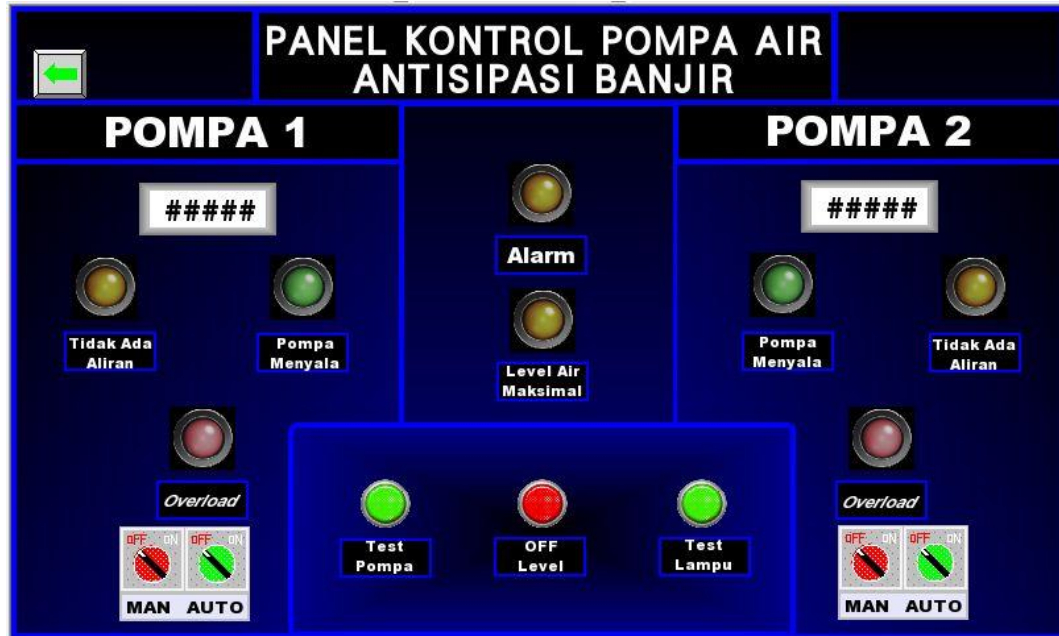 PANEL KONTROL POMPA AIR
ANTISIPASI BANJIR
POMPA 1
#####
Tidak Ada
Aliran
Pompa
Menyala
Overload
OFF ON
OFF ON
MAN AUTO
Alarm
Level Air
Maksimal
Test
Pompa
OFF
Level
Test
Lampu
POMPA 2
#####
Pompa
Menyala
Tidak Ada
Aliran
Overload
OFF ON
OFF ON
MAN AUTO